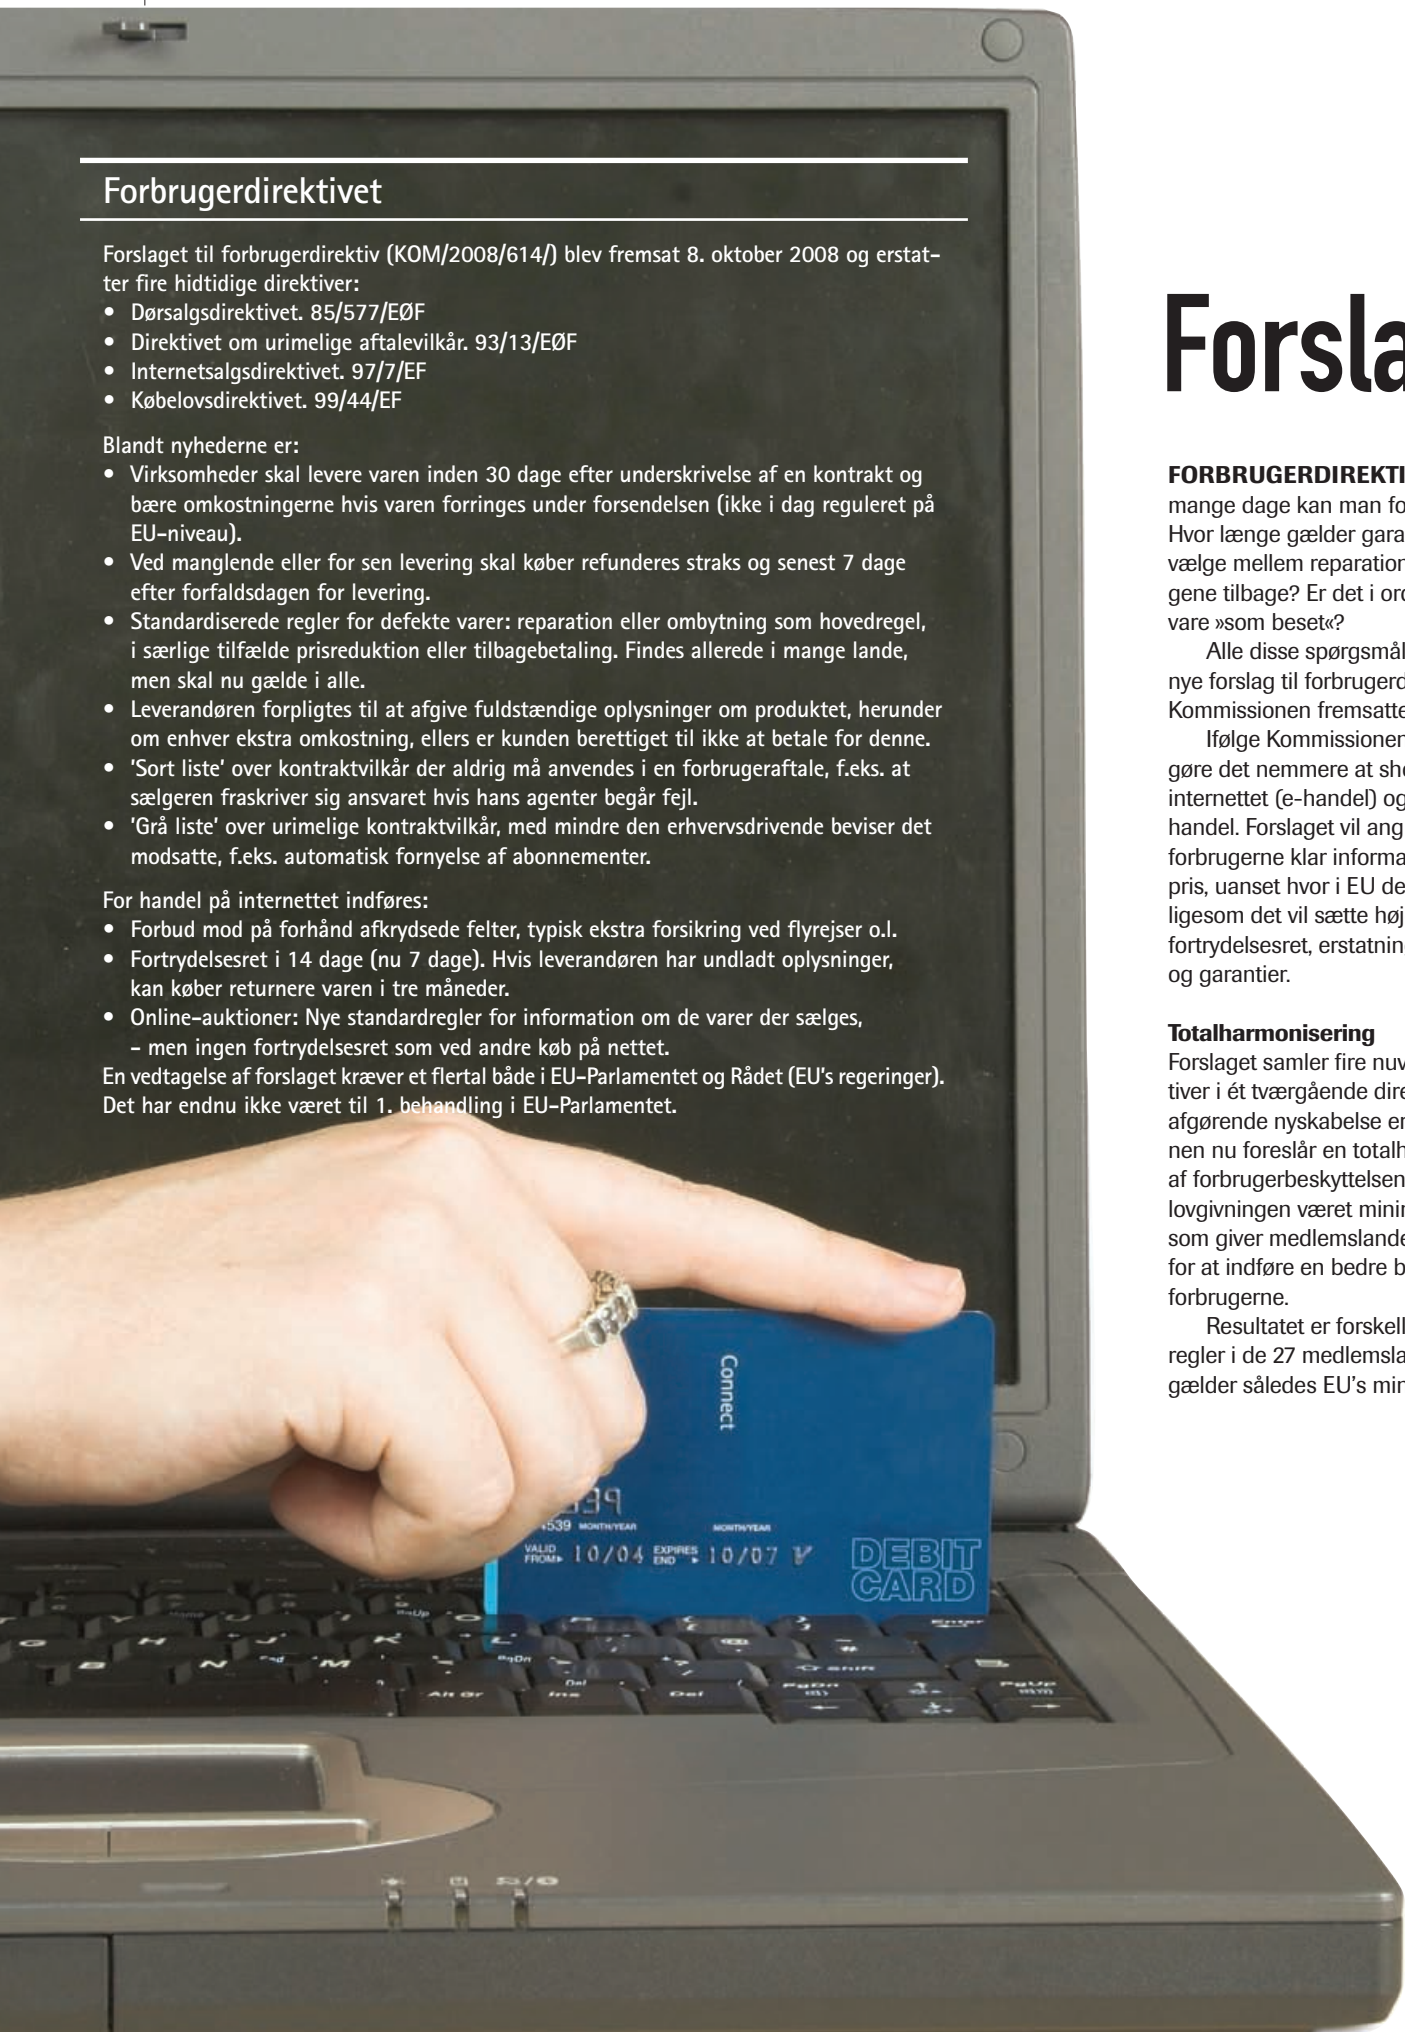 Forbrugerdirektivet
Forslaget til forbrugerdirektiv (KOM/2008/614/) blev fremsat 8. oktober 2008 og erstat-
ter fire hidtidige direktiver:
• Dørsalgsdirektivet. 85/577/EØF
• Direktivet om urimelige aftalevilkår. 93/13/EØF
• Internetsalgsdirektivet. 97/7/EF
• Købelovsdirektivet. 99/44/EF
Blandt nyhederne er:
• Virksomheder skal levere varen inden 30 dage efter underskrivelse af en kontrakt og
bære omkostningerne hvis varen forringes under forsendelsen (ikke i dag reguleret på
EU-niveau).
• Ved manglende eller for sen levering skal køber refunderes straks og senest 7 dage
efter forfaldsdagen for levering.
• Standardiserede regler for defekte varer: reparation eller ombytning som hovedregel,
i særlige tilfælde prisreduktion eller tilbagebetaling. Findes allerede i mange lande,
men skal nu gælde i alle.
• Leverandøren forpligtes til at afgive fuldstændige oplysninger om produktet, herunder
om enhver ekstra omkostning, ellers er kunden berettiget til ikke at betale for denne.
• 'Sort liste' over kontraktvilkår der aldrig må anvendes i en forbrugeraftale, f.eks. at
sælgeren fraskriver sig ansvaret hvis hans agenter begår fejl.
• 'Grå liste' over urimelige kontraktvilkår, med mindre den erhvervsdrivende beviser det
modsatte, f.eks. automatisk fornyelse af abonnementer.
For handel på internettet indføres:
• Forbud mod på forhånd afkrydsede felter, typisk ekstra forsikring ved flyrejser o.l.
• Fortrydelsesret i 14 dage (nu 7 dage). Hvis leverandøren har undladt oplysninger,
kan køber returnere varen i tre måneder.
• Online-auktioner: Nye standardregler for information om de varer der sælges,
– men ingen fortrydelsesret som ved andre køb på nettet.
En vedtagelse af forslaget kræver et flertal både i EU-Parlamentet og Rådet (EU's regeringer).
Det har endnu ikke været til 1. behandling i EU-Parlamentet.
Connect
4539 MONTH/YEAR MONTH/YEAR
VALID FROM 10/04 EXPIRES END 10/07 V
DEBIT
CARD
Forsla
FORBRUGERDIREKTI
mange dage kan man fo
Hvor længe gælder gara
vælge mellem reparation
gene tilbage? Er det i ord
vare »som beset«?
Alle disse spørgsmål
nye forslag til forbrugerd
Kommissionen fremsatte
Ifølge Kommissionen
gøre det nemmere at sho
internettet (e-handel) og
handel. Forslaget vil ang
forbrugerne klar informa
pris, uanset hvor i EU de
ligesom det vil sætte høj
fortrydelsesret, erstatning
og garantier.
Totalharmonisering
Forslaget samler fire nuv
tiver i ét tværgående dire
afgørende nyskabelse er
nen nu foreslår en totalh
af forbrugerbeskyttelsen
lovgivningen været minim
som giver medlemslande
for at indføre en bedre b
forbrugerne.
Resultatet er forskell
regler i de 27 medlemsla
gælder således EU's min